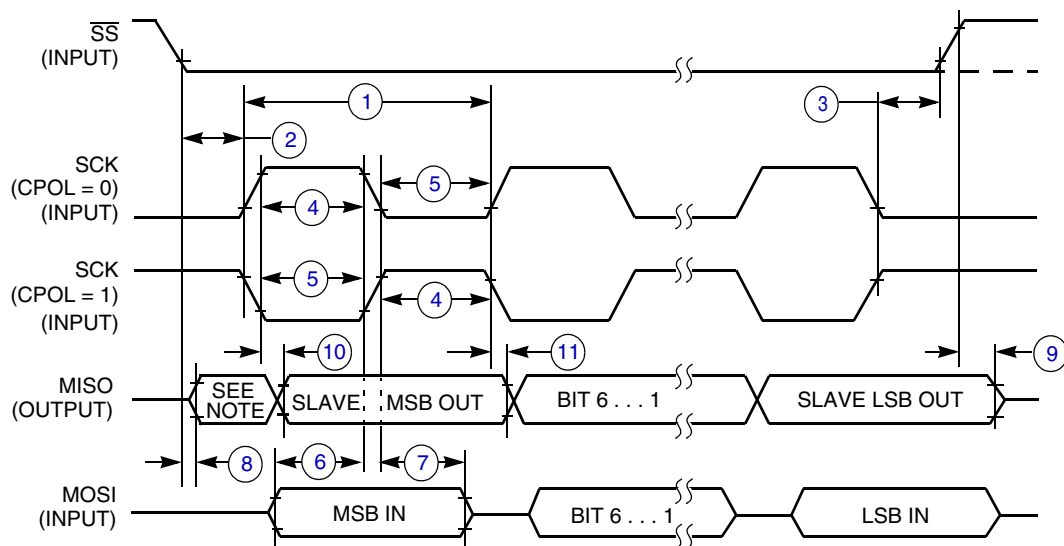 SS
(INPUT)
1
3
2
SCK
(CPOL = 0)
(INPUT)
5
4
SCK
(CPOL = 1)
(INPUT)
5
4
10
11
9
MISO
(OUTPUT)
SEE
NOTE
SLAVE
MSB OUT
BIT 6 . . . 1
SLAVE LSB OUT
8
6
7
MOSI
(INPUT)
MSB IN
BIT 6 . . . 1
LSB IN